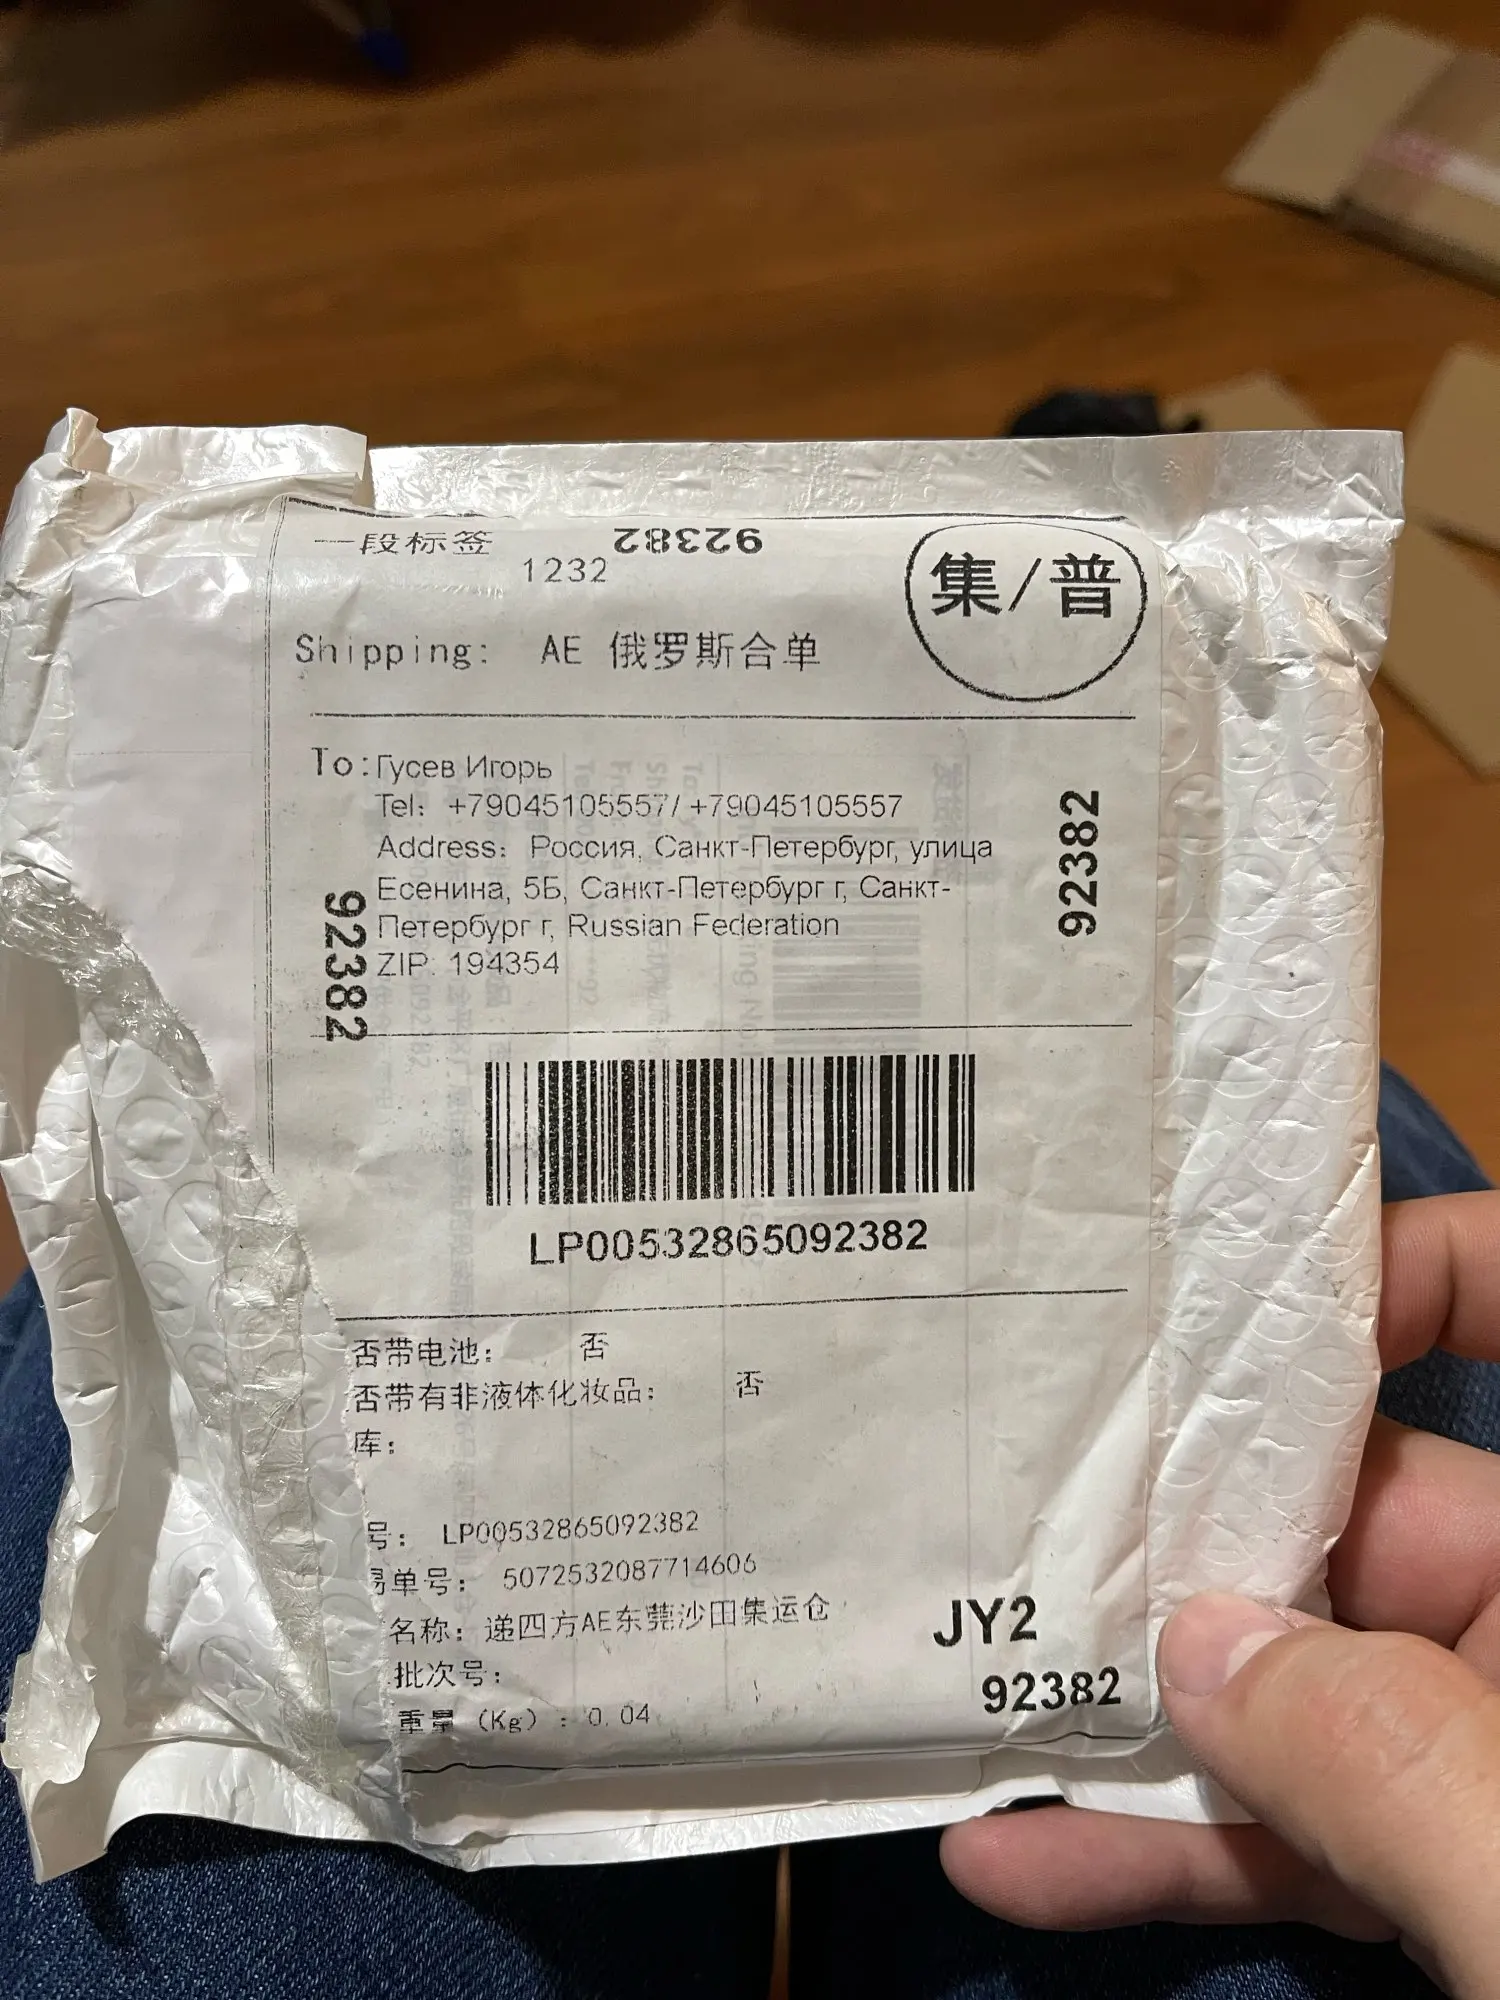 一段标签
92382
1232
集/普
Shipping: AE 俄罗斯合单
To: Гусев Игорь
Tel: +79045105557/ +79045105557
Address: Россия, Санкт-Петербург, улица
Есенина, 5Б, Санкт-Петербург г, Санкт-
Петербург г, Russian Federation
ZIP: 194354
92382
92382
LP00532865092382
否带电池: 否
否带有非液体化妆品: 否
库:
号: LP00532865092382
易单号: 5072532087714606
名称: 递四方AE东莞沙田集运仓
批次号:
重量 (Kg) : 0.04
JY2
92382